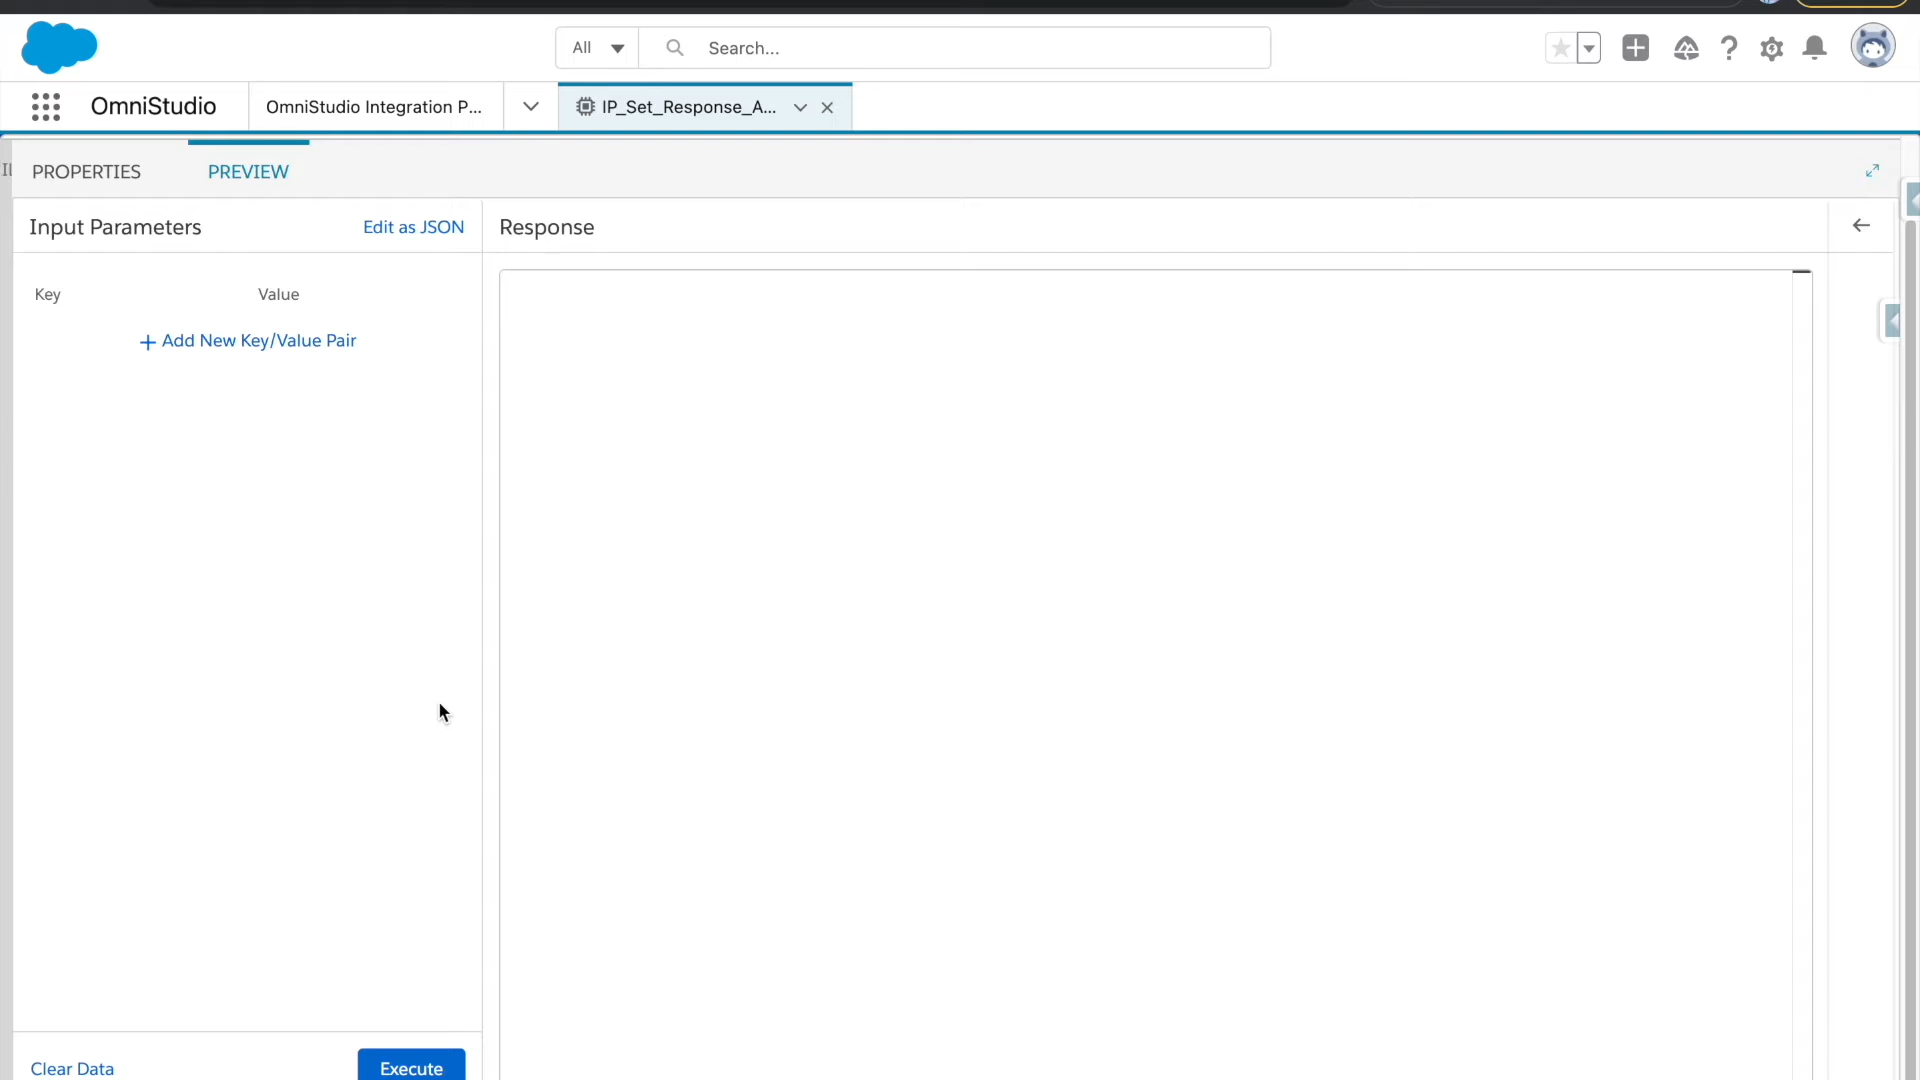 All
Search...
OmniStudio
OmniStudio Integration P...
IP_Set_Response_A...
PROPERTIES
PREVIEW
Input Parameters
Edit as JSON
Response
Key
Value
Add New Key/Value Pair
Clear Data
Execute